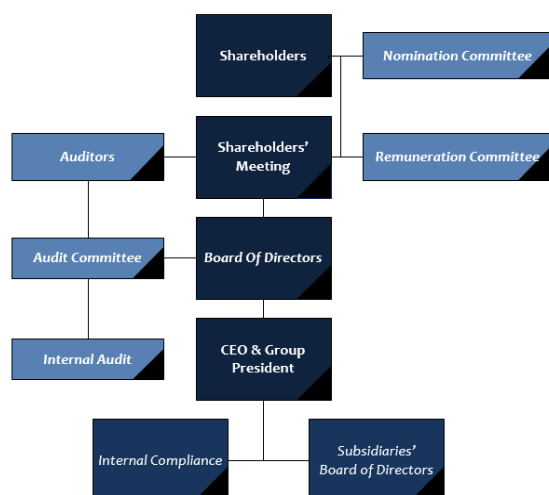 Shareholders
Nomination Committee
Auditors
Shareholders'
Meeting
Remuneration Committee
Audit Committee
Board Of Directors
Internal Audit
CEO & Group
President
Internal Compliance
Subsidiaries'
Board of Directors